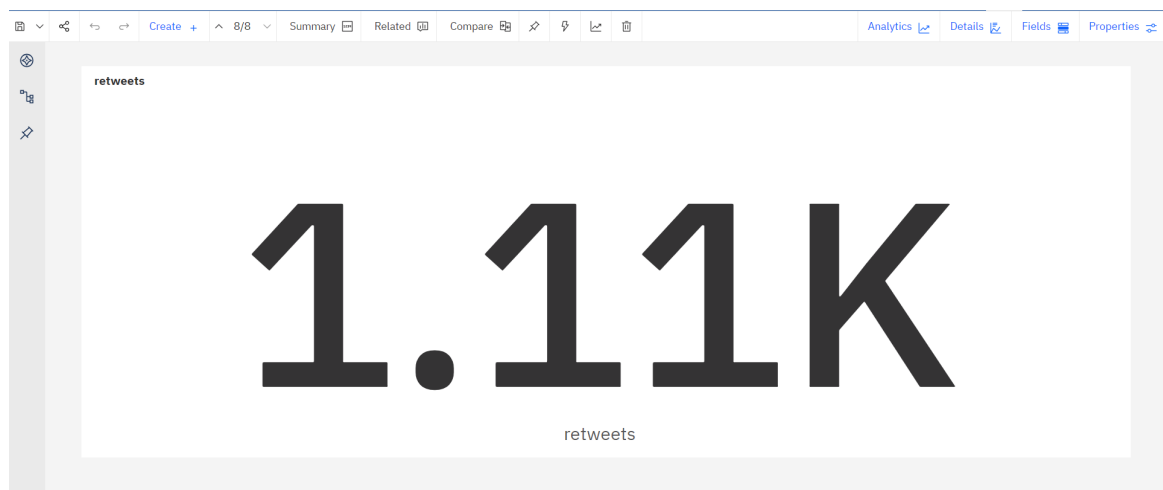 Create 8/8 Summary Related Compare Analytics Details Fields Properties
retweets
1.11K
retweets